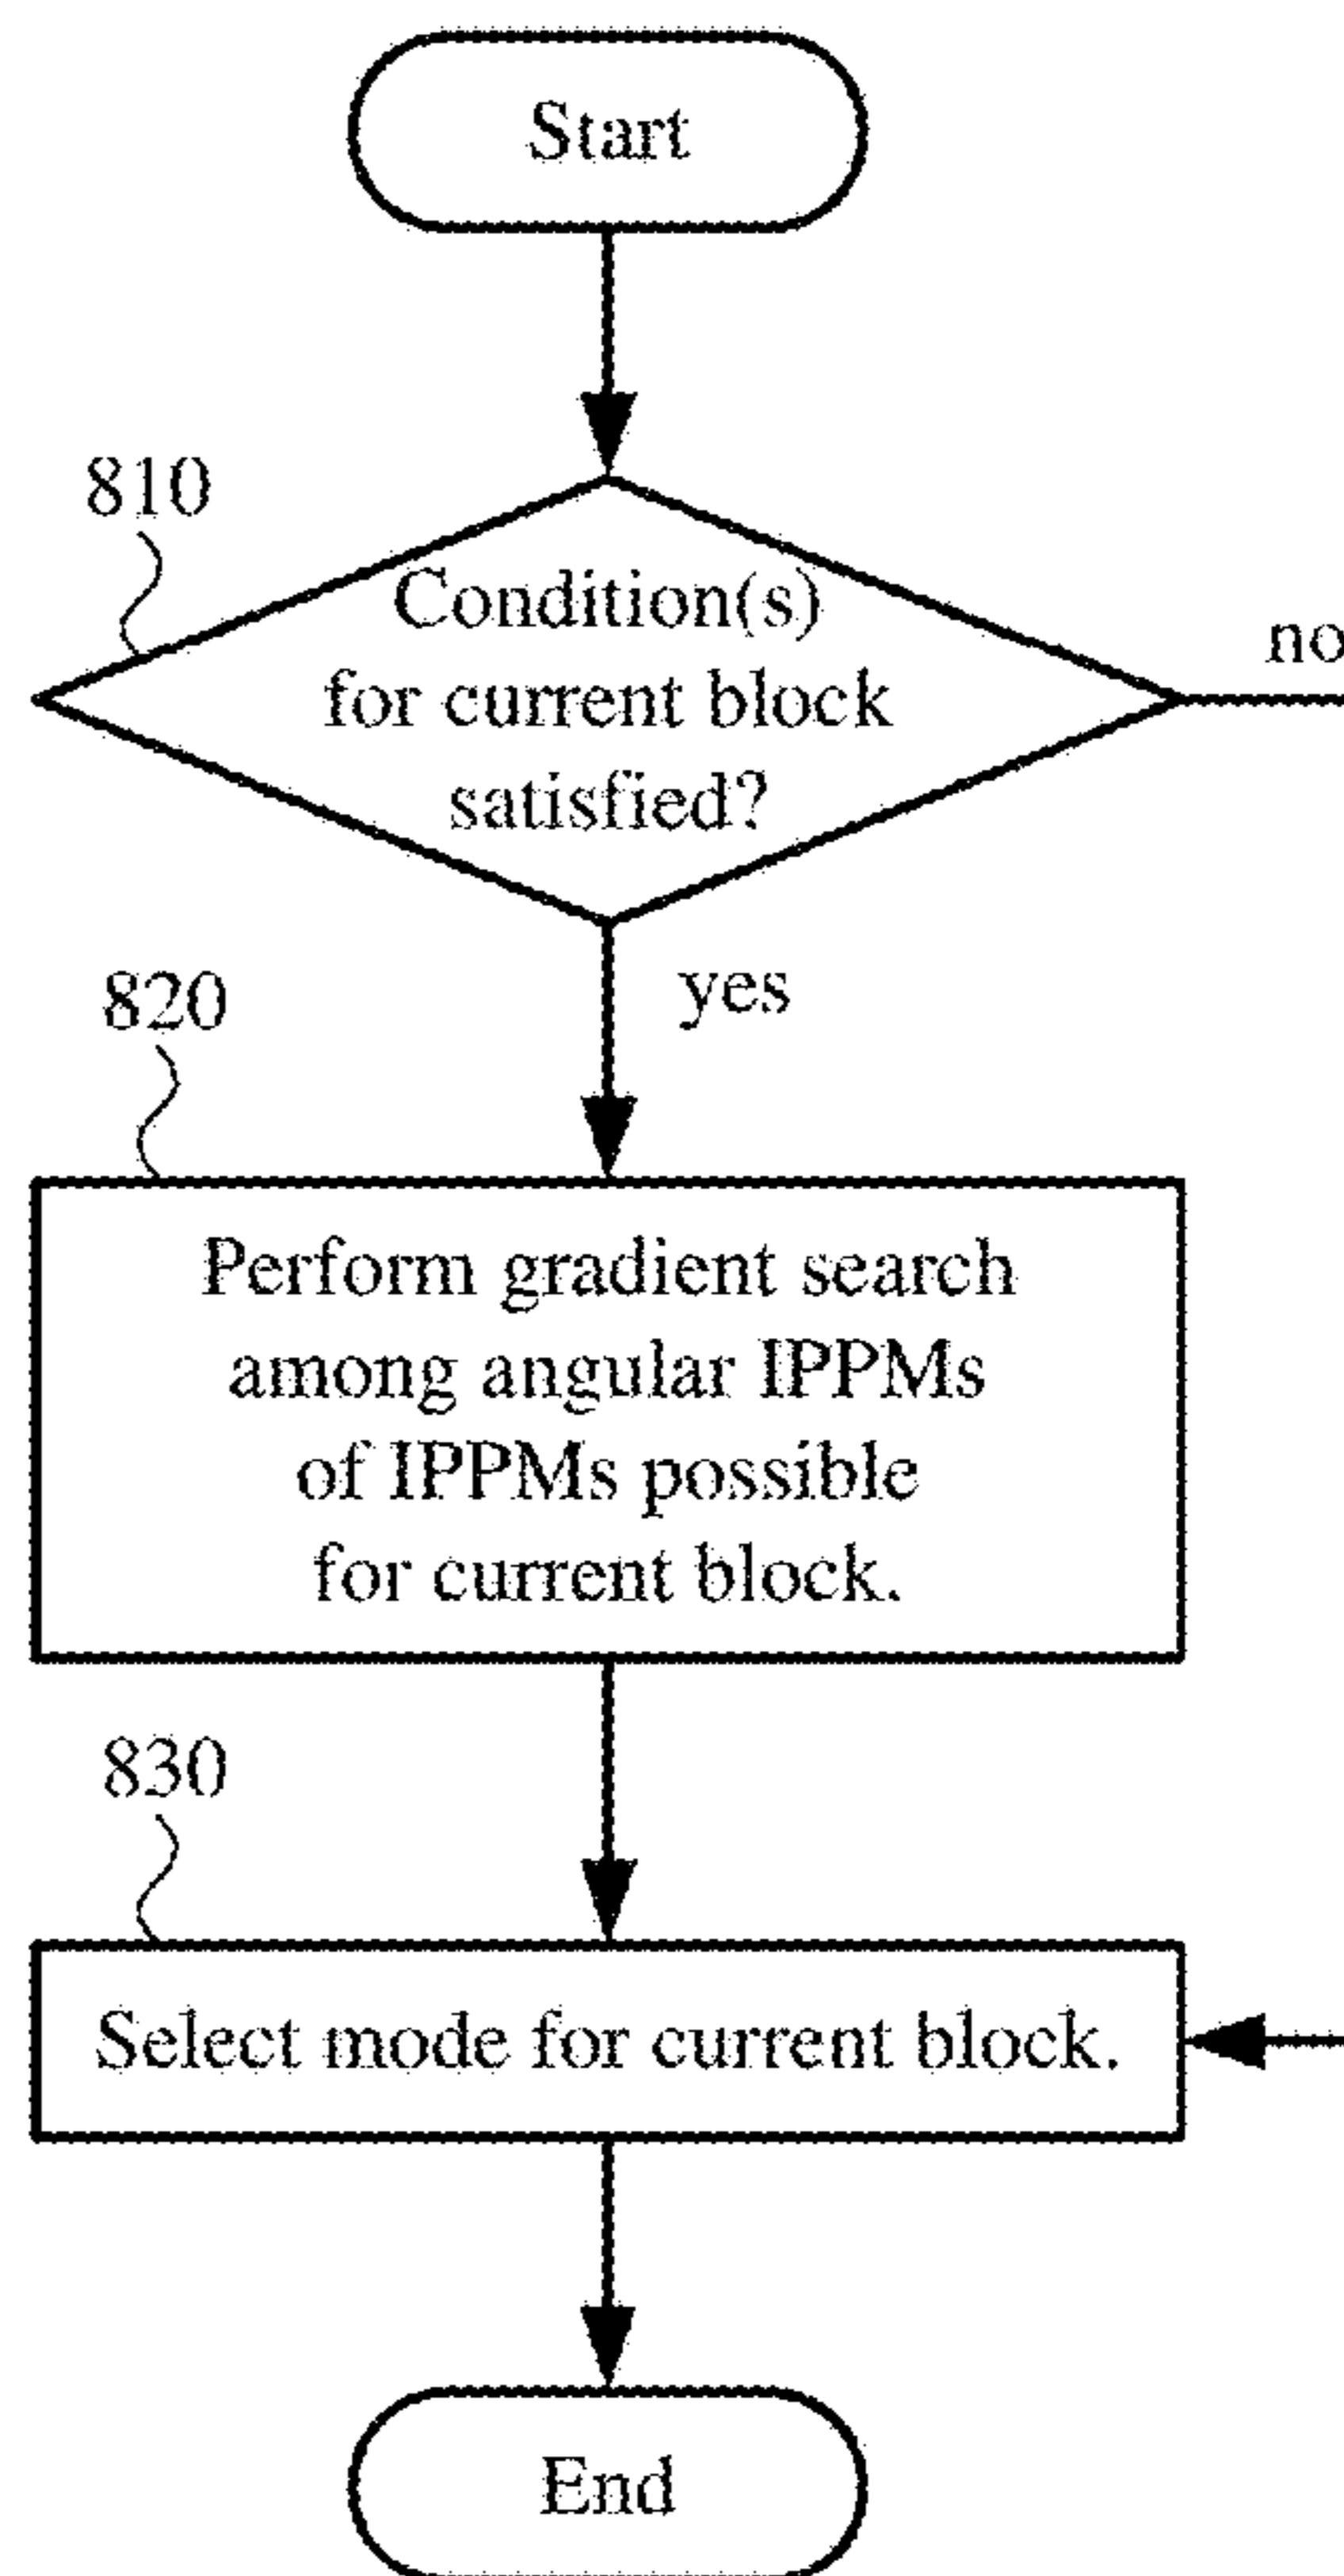 Start
810
Condition(s)
for current block
satisfied?
no
yes
820
Perform gradient search
among angular IPPMs
of IPPMs possible
for current block.
830
Select mode for current block.
End